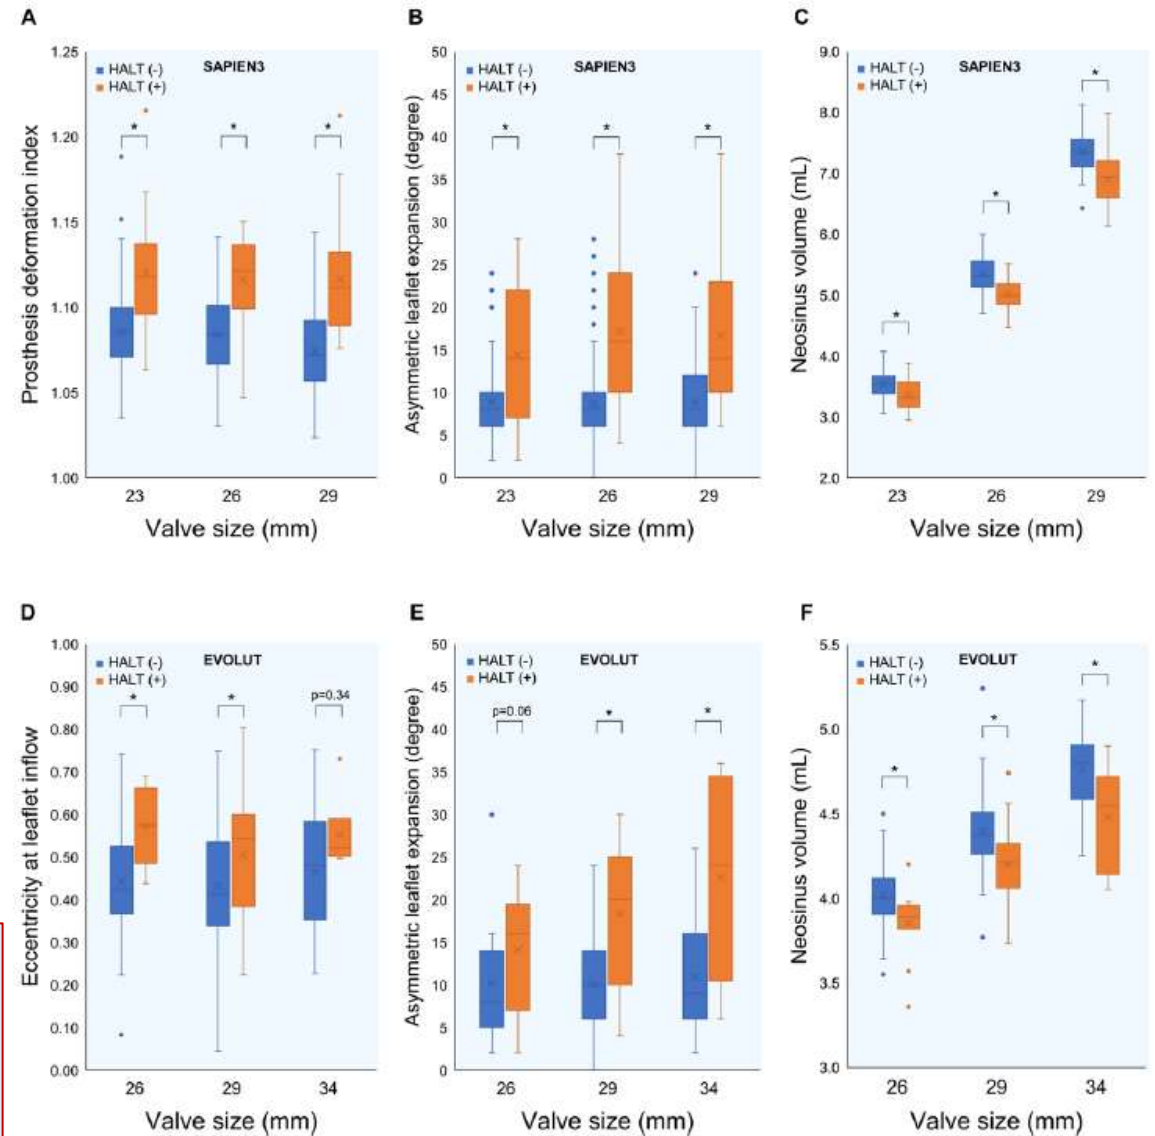 A
SAPIEN3
HALT (-)
HALT (+)
* * *
1.25
1.20
1.15
1.10
1.05
1.00
Prosthesis deformation index
23 26 29
Valve size (mm)
B
SAPIEN3
HALT (-)
HALT (+)
* * *
50
45
40
35
30
25
20
15
10
5
0
Asymmetric leaflet expansion (degree)
23 26 29
Valve size (mm)
C
SAPIEN3
HALT (-)
HALT (+)
* * *
9.0
8.0
7.0
6.0
5.0
4.0
3.0
2.0
Neosinus volume (mL)
23 26 29
Valve size (mm)
D
EVOLUT
HALT (-)
HALT (+)
* * p=0.34
1.00
0.90
0.80
0.70
0.60
0.50
0.40
0.30
0.20
0.10
0.00
Eccentricity at leaflet inflow
26 29 34
Valve size (mm)
E
EVOLUT
HALT (-)
HALT (+)
p=0.06 * *
50
45
40
35
30
25
20
15
10
5
0
Asymmetric leaflet expansion (degree)
26 29 34
Valve size (mm)
F
EVOLUT
HALT (-)
HALT (+)
* * *
5.5
5.0
4.5
4.0
3.5
3.0
Neosinus volume (mL)
26 29 34
Valve size (mm)